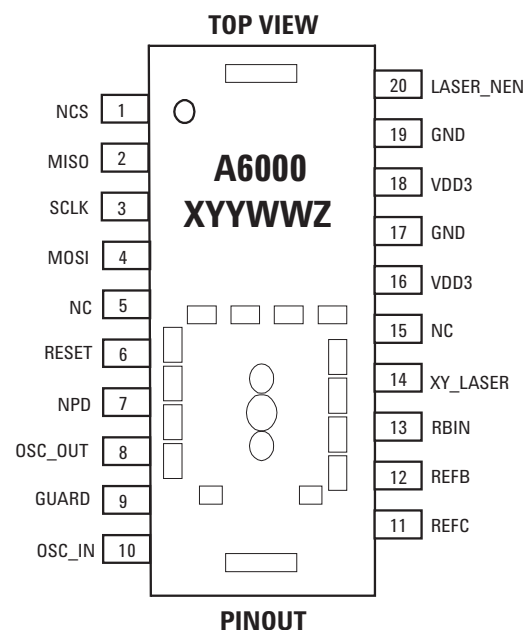 TOP VIEW
NCS 1
MISO 2
SCLK 3
MOSI 4
NC 5
RESET 6
NPD 7
OSC_OUT 8
GUARD 9
OSC_IN 10
A6000
XYYWWZ
20 LASER_NEN
19 GND
18 VDD3
17 GND
16 VDD3
15 NC
14 XY_LASER
13 RBIN
12 REFB
11 REFC
PINOUT